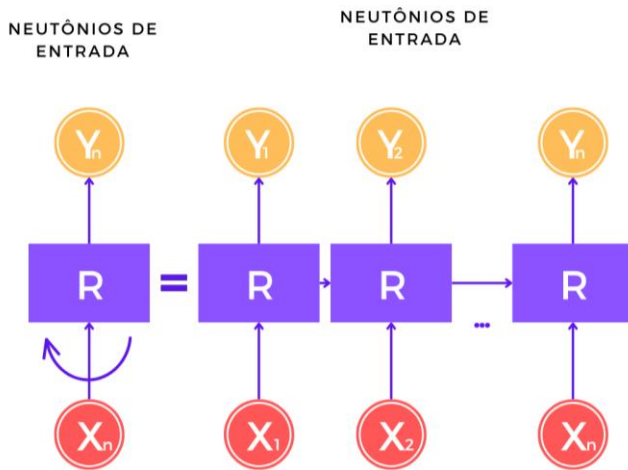 NEUTÔNIOS DE
ENTRADA
NEUTÔNIOS DE
ENTRADA
Yn Y1 Y2 Yn
R = R R ... R
Xn X1 X2 Xn